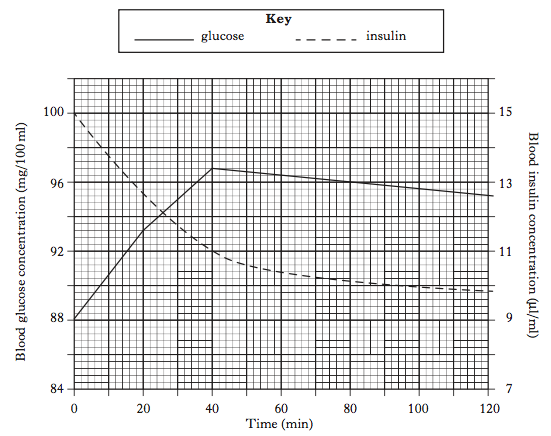 Key
glucose
insulin
Blood glucose concentration (mg/100 ml)
100
96
92
88
84
15
13
11
9
7
Blood insulin concentration (µl/ml)
0 20 40 60 80 100 120
Time (min)